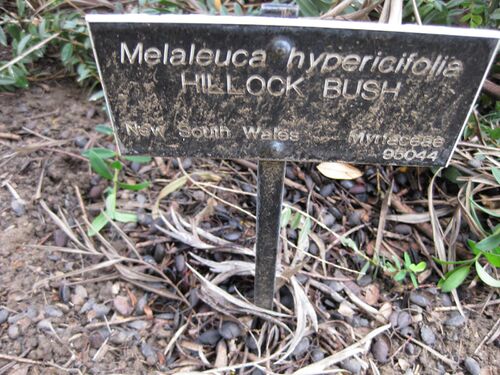 Melaleuca hypericifolia
HILLOCK BUSH
New South Wales Myrtaceae
95044